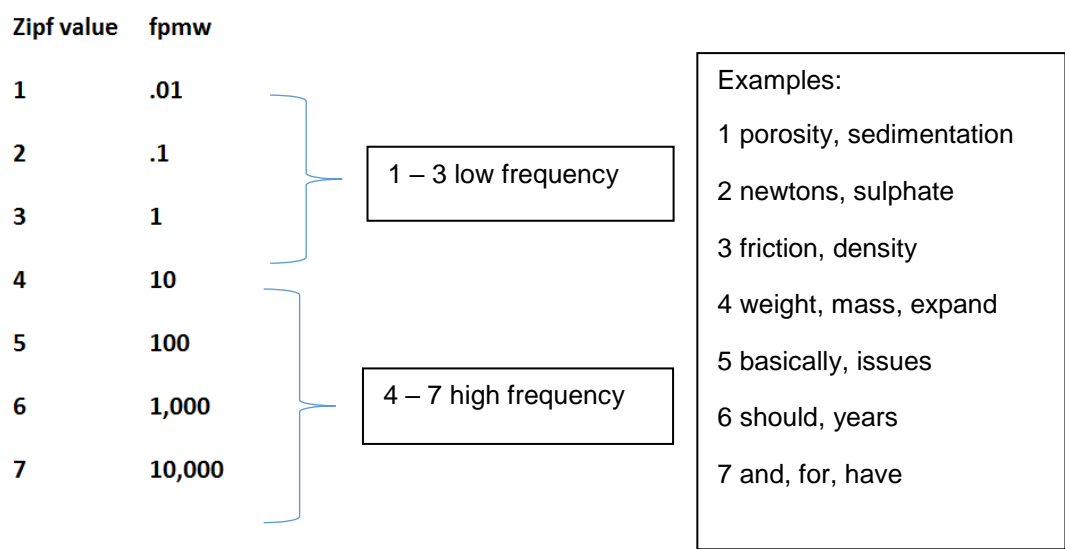 Zipf value fpmw
1 .01
2 .1
3 1
4 10
5 100
6 1,000
7 10,000
1 – 3 low frequency
4 – 7 high frequency
Examples:
1 porosity, sedimentation
2 newtons, sulphate
3 friction, density
4 weight, mass, expand
5 basically, issues
6 should, years
7 and, for, have